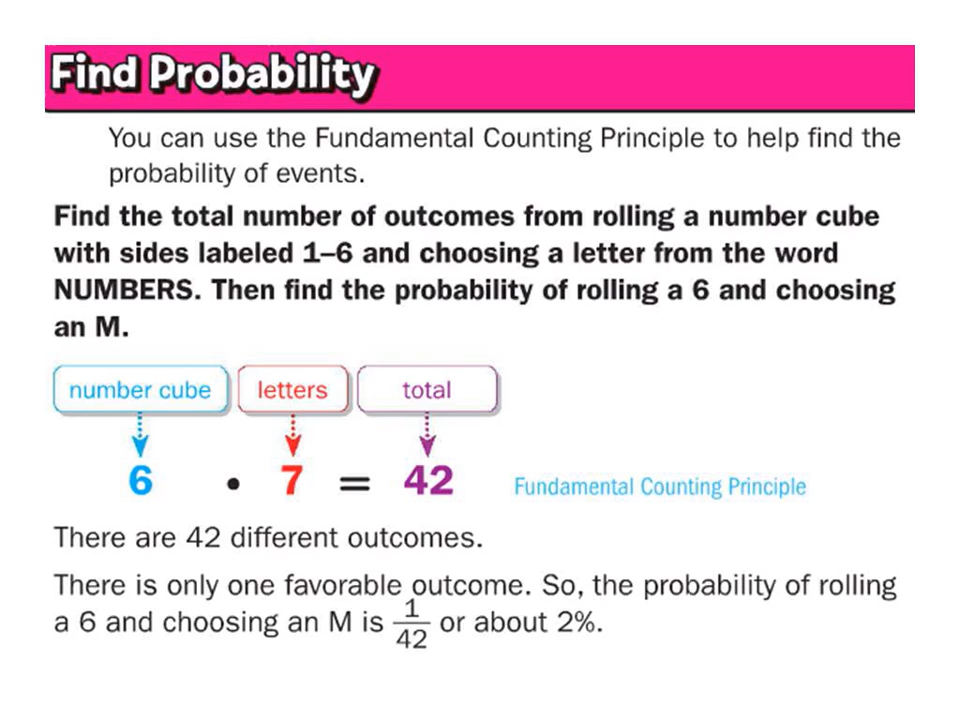 Find Probability
You can use the Fundamental Counting Principle to help find the
probability of events.
Find the total number of outcomes from rolling a number cube
with sides labeled 1–6 and choosing a letter from the word
NUMBERS. Then find the probability of rolling a 6 and choosing
an M.
number cube letters total
6 • 7 = 42 Fundamental Counting Principle
There are 42 different outcomes.
There is only one favorable outcome. So, the probability of rolling
a 6 and choosing an M is 1/42 or about 2%.